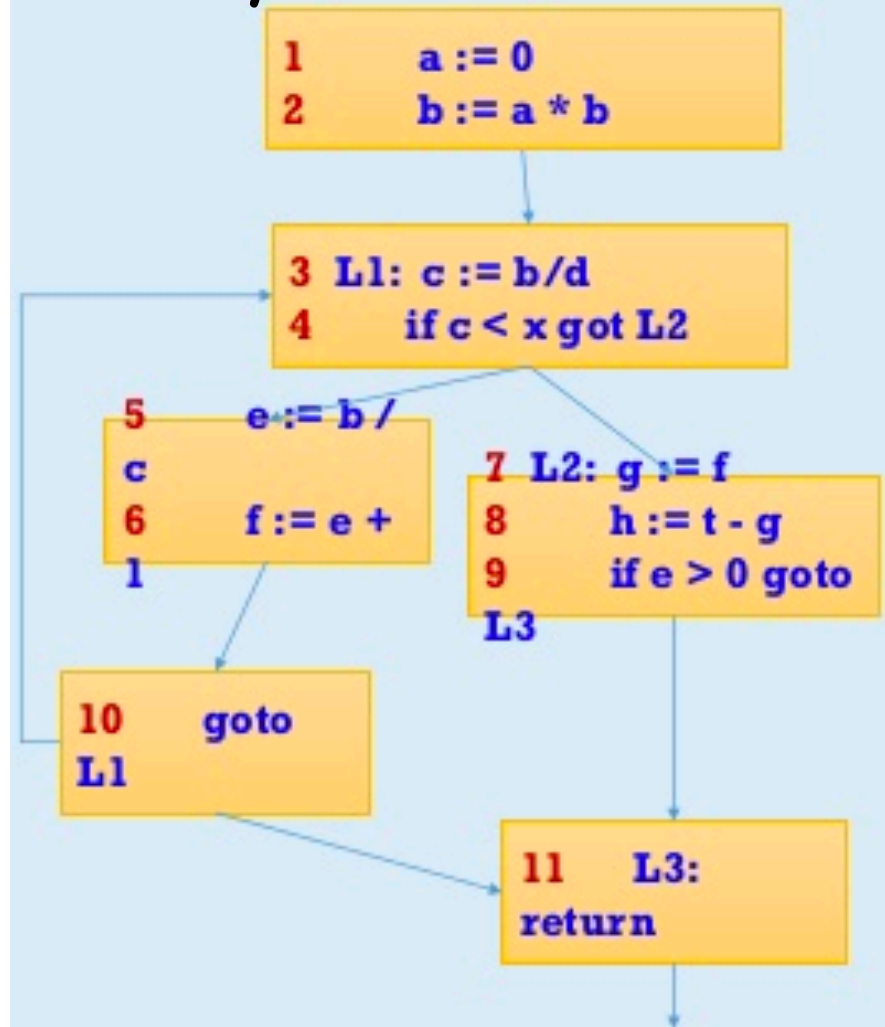 1 a := 0
2 b := a * b
3 L1: c := b/d
4 if c < x got L2
5 e := b /
c
6 f := e +
1
7 L2: g := f
8 h := t - g
9 if e > 0 goto
L3
10 goto
L1
11 L3:
return